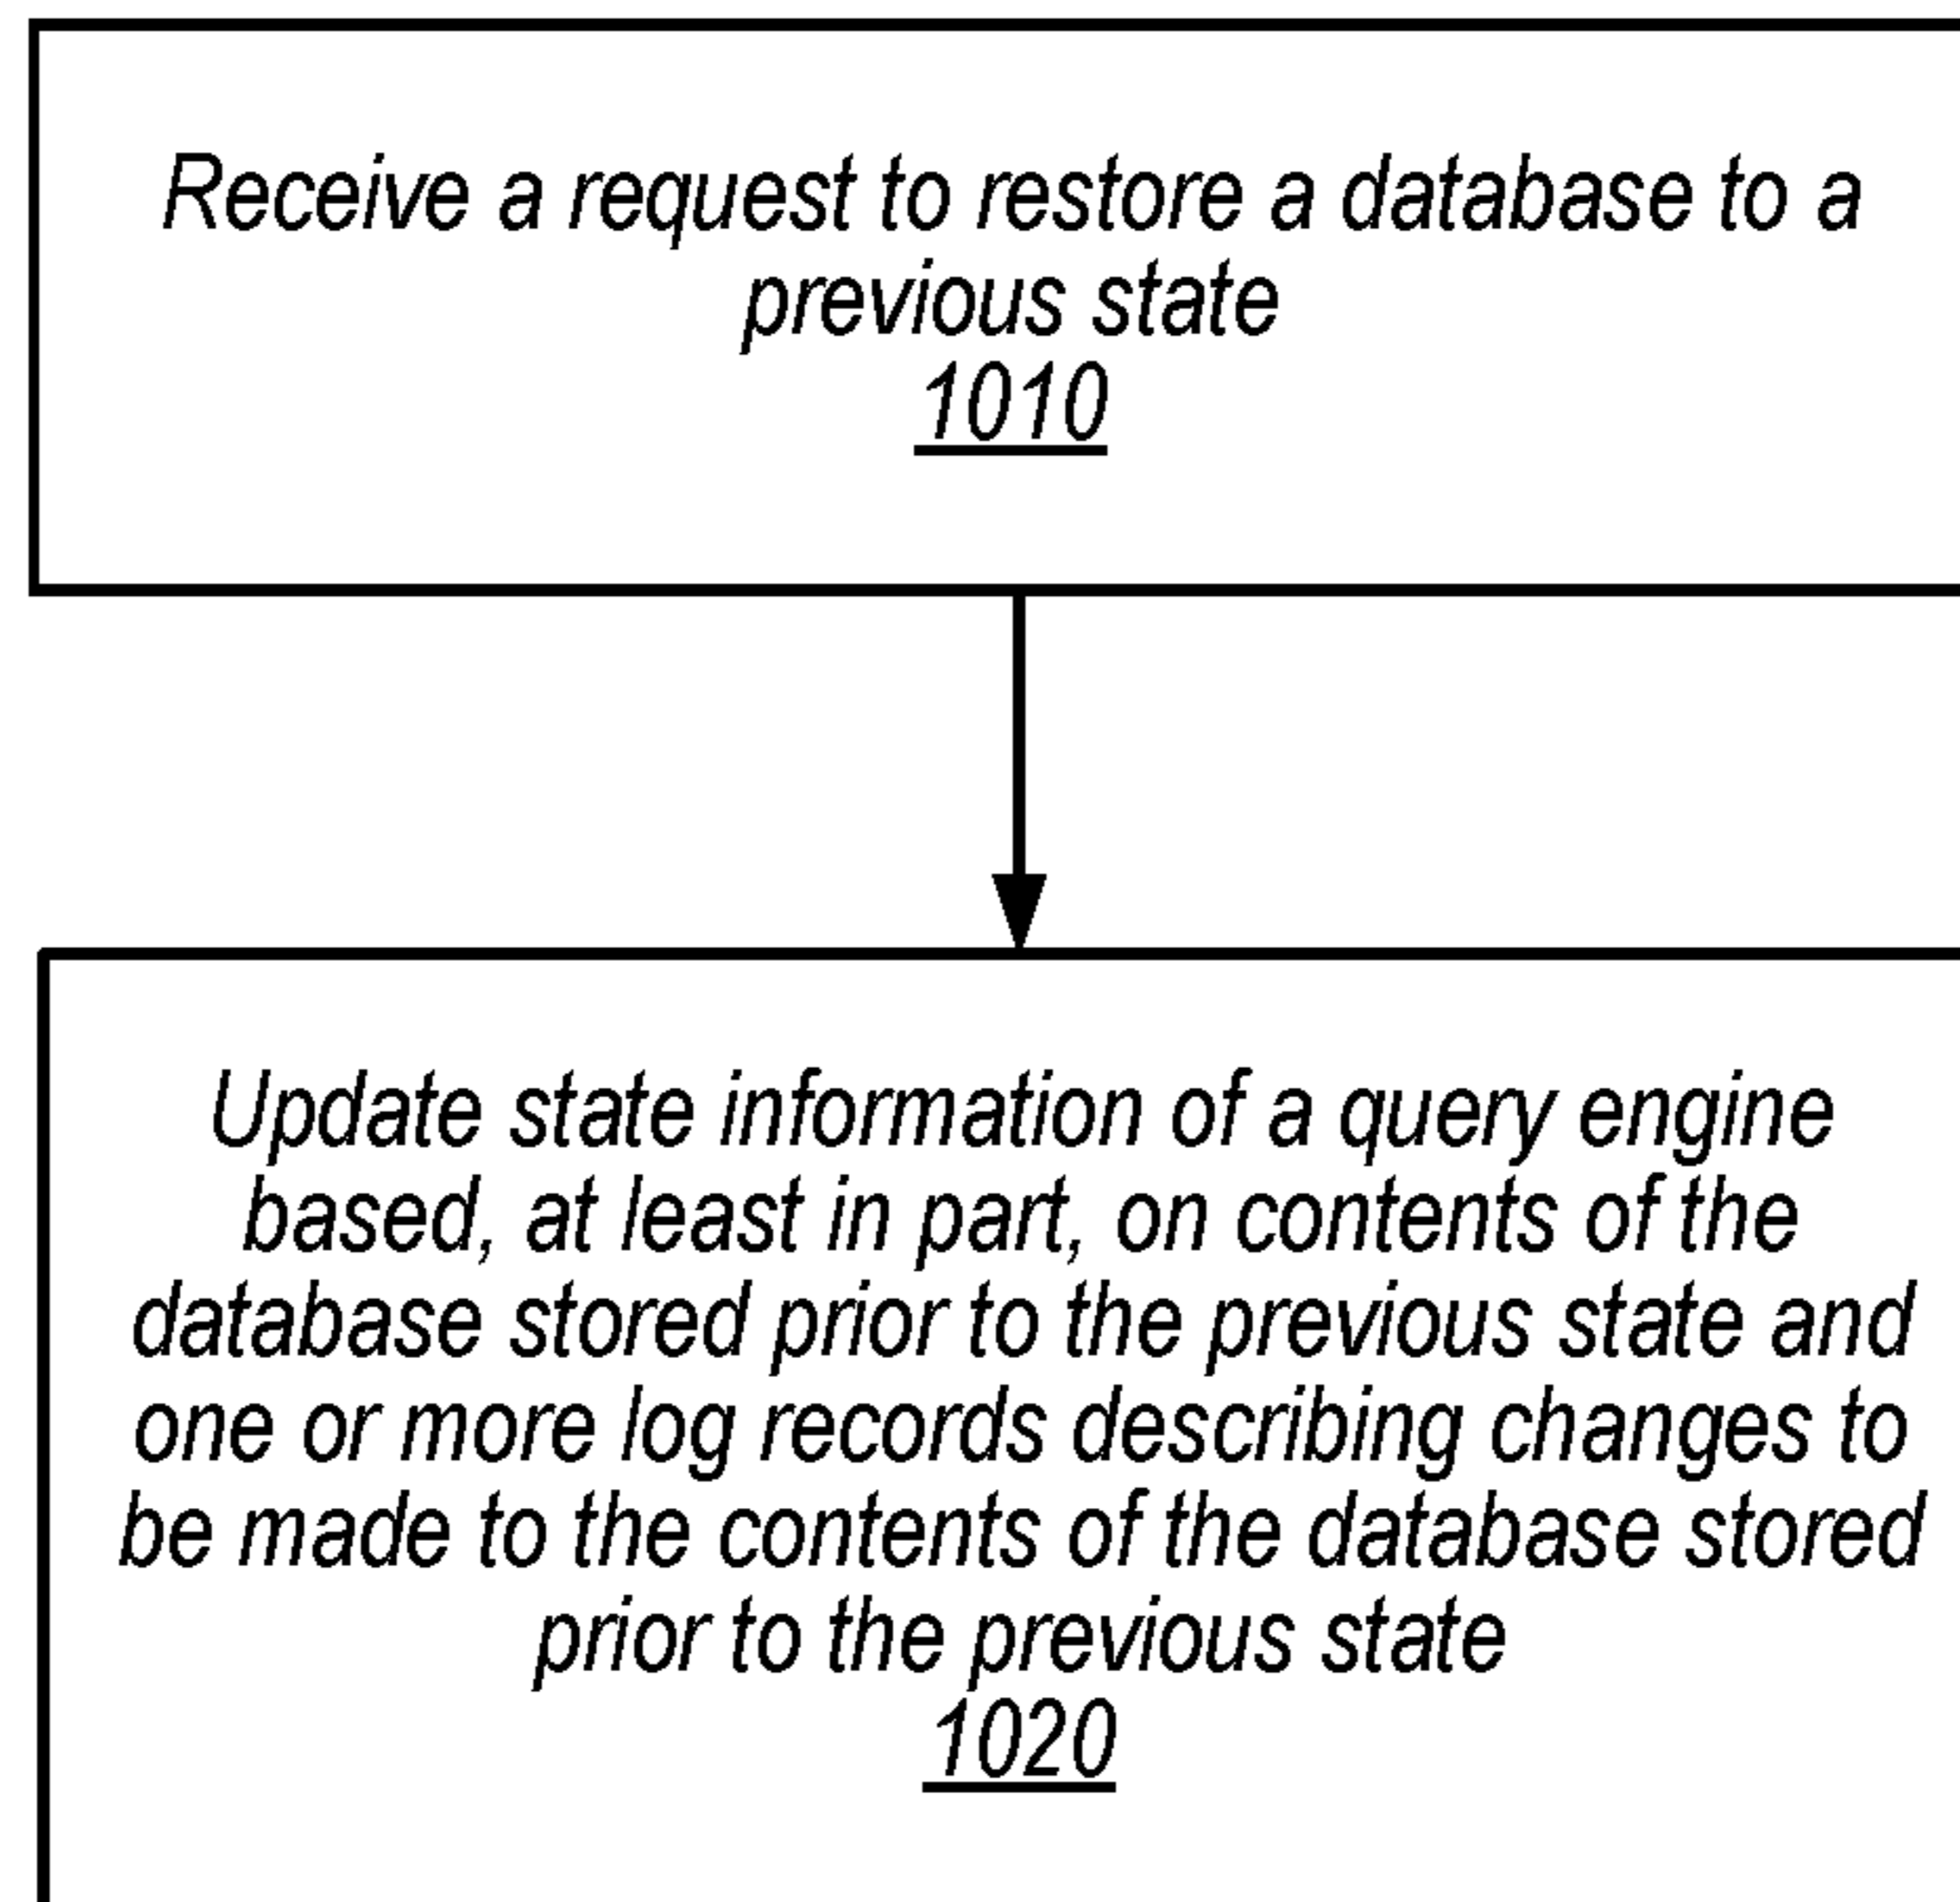 Receive a request to restore a database to a
previous state
1010
Update state information of a query engine
based, at least in part, on contents of the
database stored prior to the previous state and
one or more log records describing changes to
be made to the contents of the database stored
prior to the previous state
1020